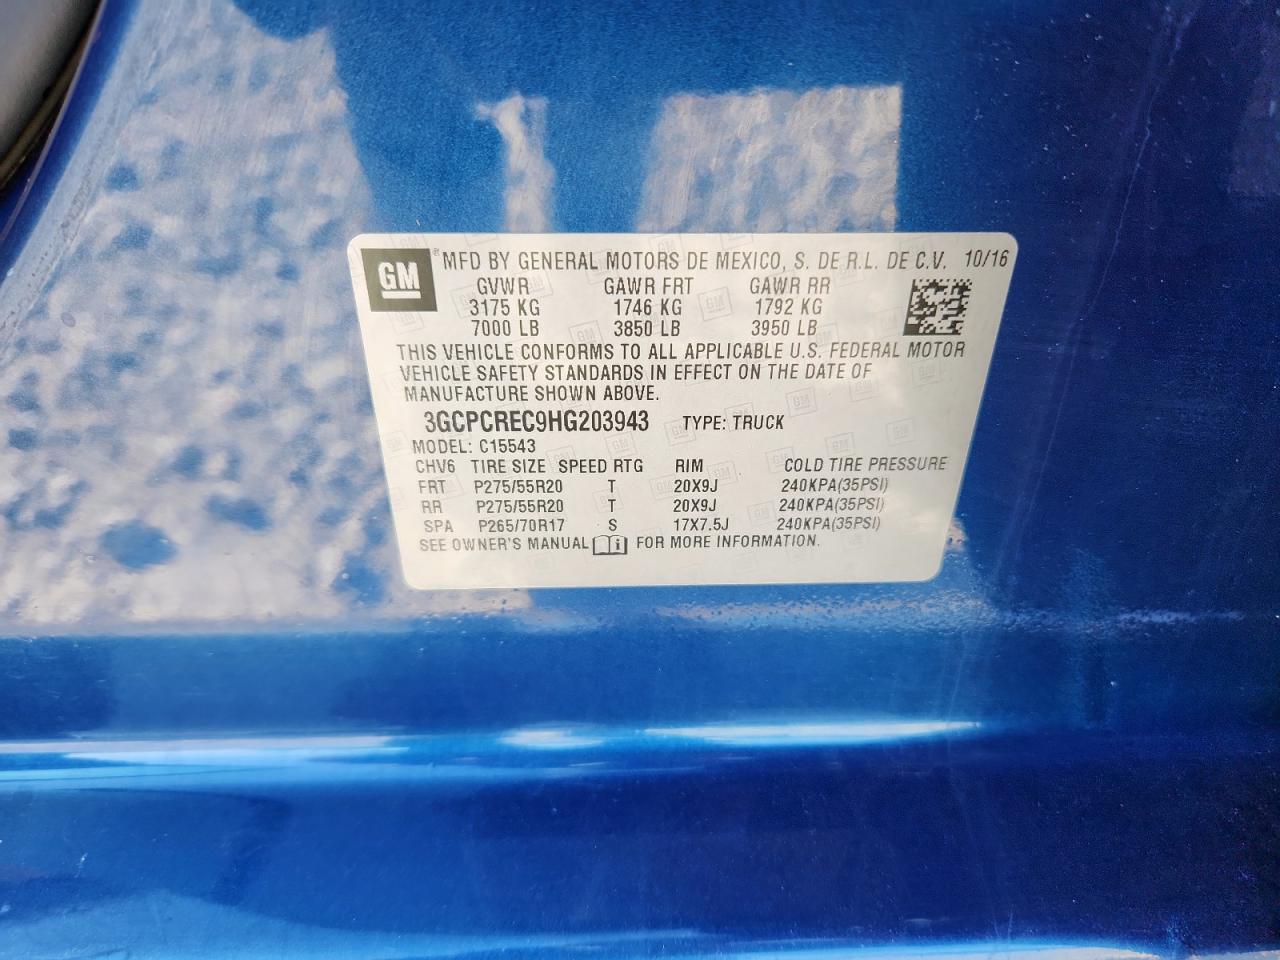 GM® MFD BY GENERAL MOTORS DE MEXICO, S. DE R.L. DE C.V. 10/16
GVWR GAWR FRT GAWR RR
3175 KG 1746 KG 1792 KG
7000 LB 3850 LB 3950 LB
THIS VEHICLE CONFORMS TO ALL APPLICABLE U.S. FEDERAL MOTOR
VEHICLE SAFETY STANDARDS IN EFFECT ON THE DATE OF
MANUFACTURE SHOWN ABOVE.
3GCPCREC9HG203943 TYPE: TRUCK
MODEL: C15543
CHV6 TIRE SIZE SPEED RTG RIM COLD TIRE PRESSURE
FRT P275/55R20 T 20X9J 240KPA(35PSI)
RR P275/55R20 T 20X9J 240KPA(35PSI)
SPA P265/70R17 S 17X7.5J 240KPA(35PSI)
SEE OWNER'S MANUAL FOR MORE INFORMATION.